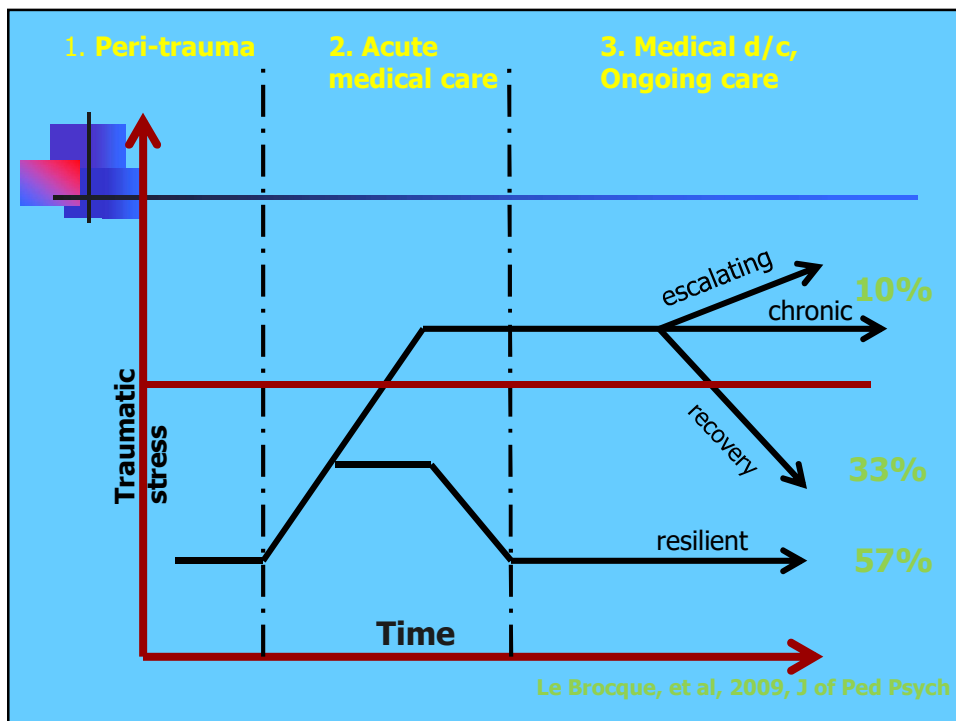 1. Peri-trauma
2. Acute
medical care
3. Medical d/c,
Ongoing care
Traumatic
stress
escalating
10%
chronic
recovery
33%
resilient
57%
Time
Le Brocque, et al, 2009, J of Ped Psych